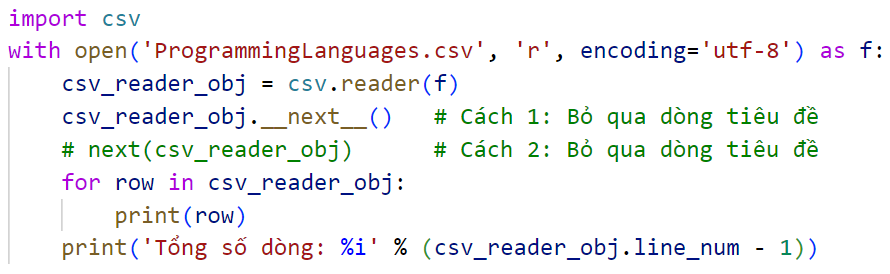 import csv
with open('ProgrammingLanguages.csv', 'r', encoding='utf-8') as f:
    csv_reader_obj = csv.reader(f)
    csv_reader_obj.__next__()   # Cách 1: Bỏ qua dòng tiêu đề
    # next(csv_reader_obj)      # Cách 2: Bỏ qua dòng tiêu đề
    for row in csv_reader_obj:
        print(row)
    print('Tổng số dòng: %i' % (csv_reader_obj.line_num - 1))